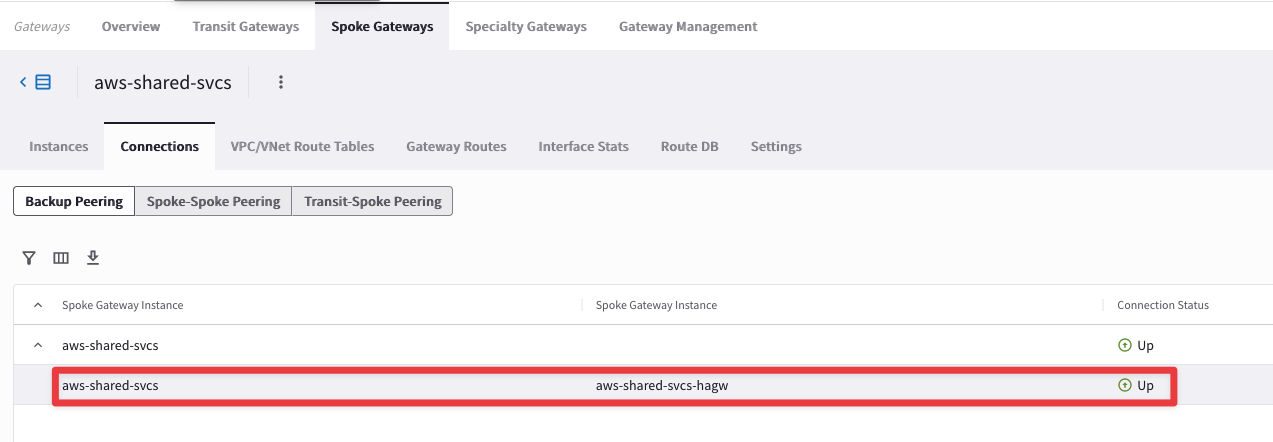 Gateways Overview Transit Gateways Spoke Gateways Specialty Gateways Gateway Management
aws-shared-svcs
Instances Connections VPC/VNet Route Tables Gateway Routes Interface Stats Route DB Settings
Backup Peering Spoke-Spoke Peering Transit-Spoke Peering
Spoke Gateway Instance Spoke Gateway Instance Connection Status
aws-shared-svcs Up
aws-shared-svcs aws-shared-svcs-hagw Up